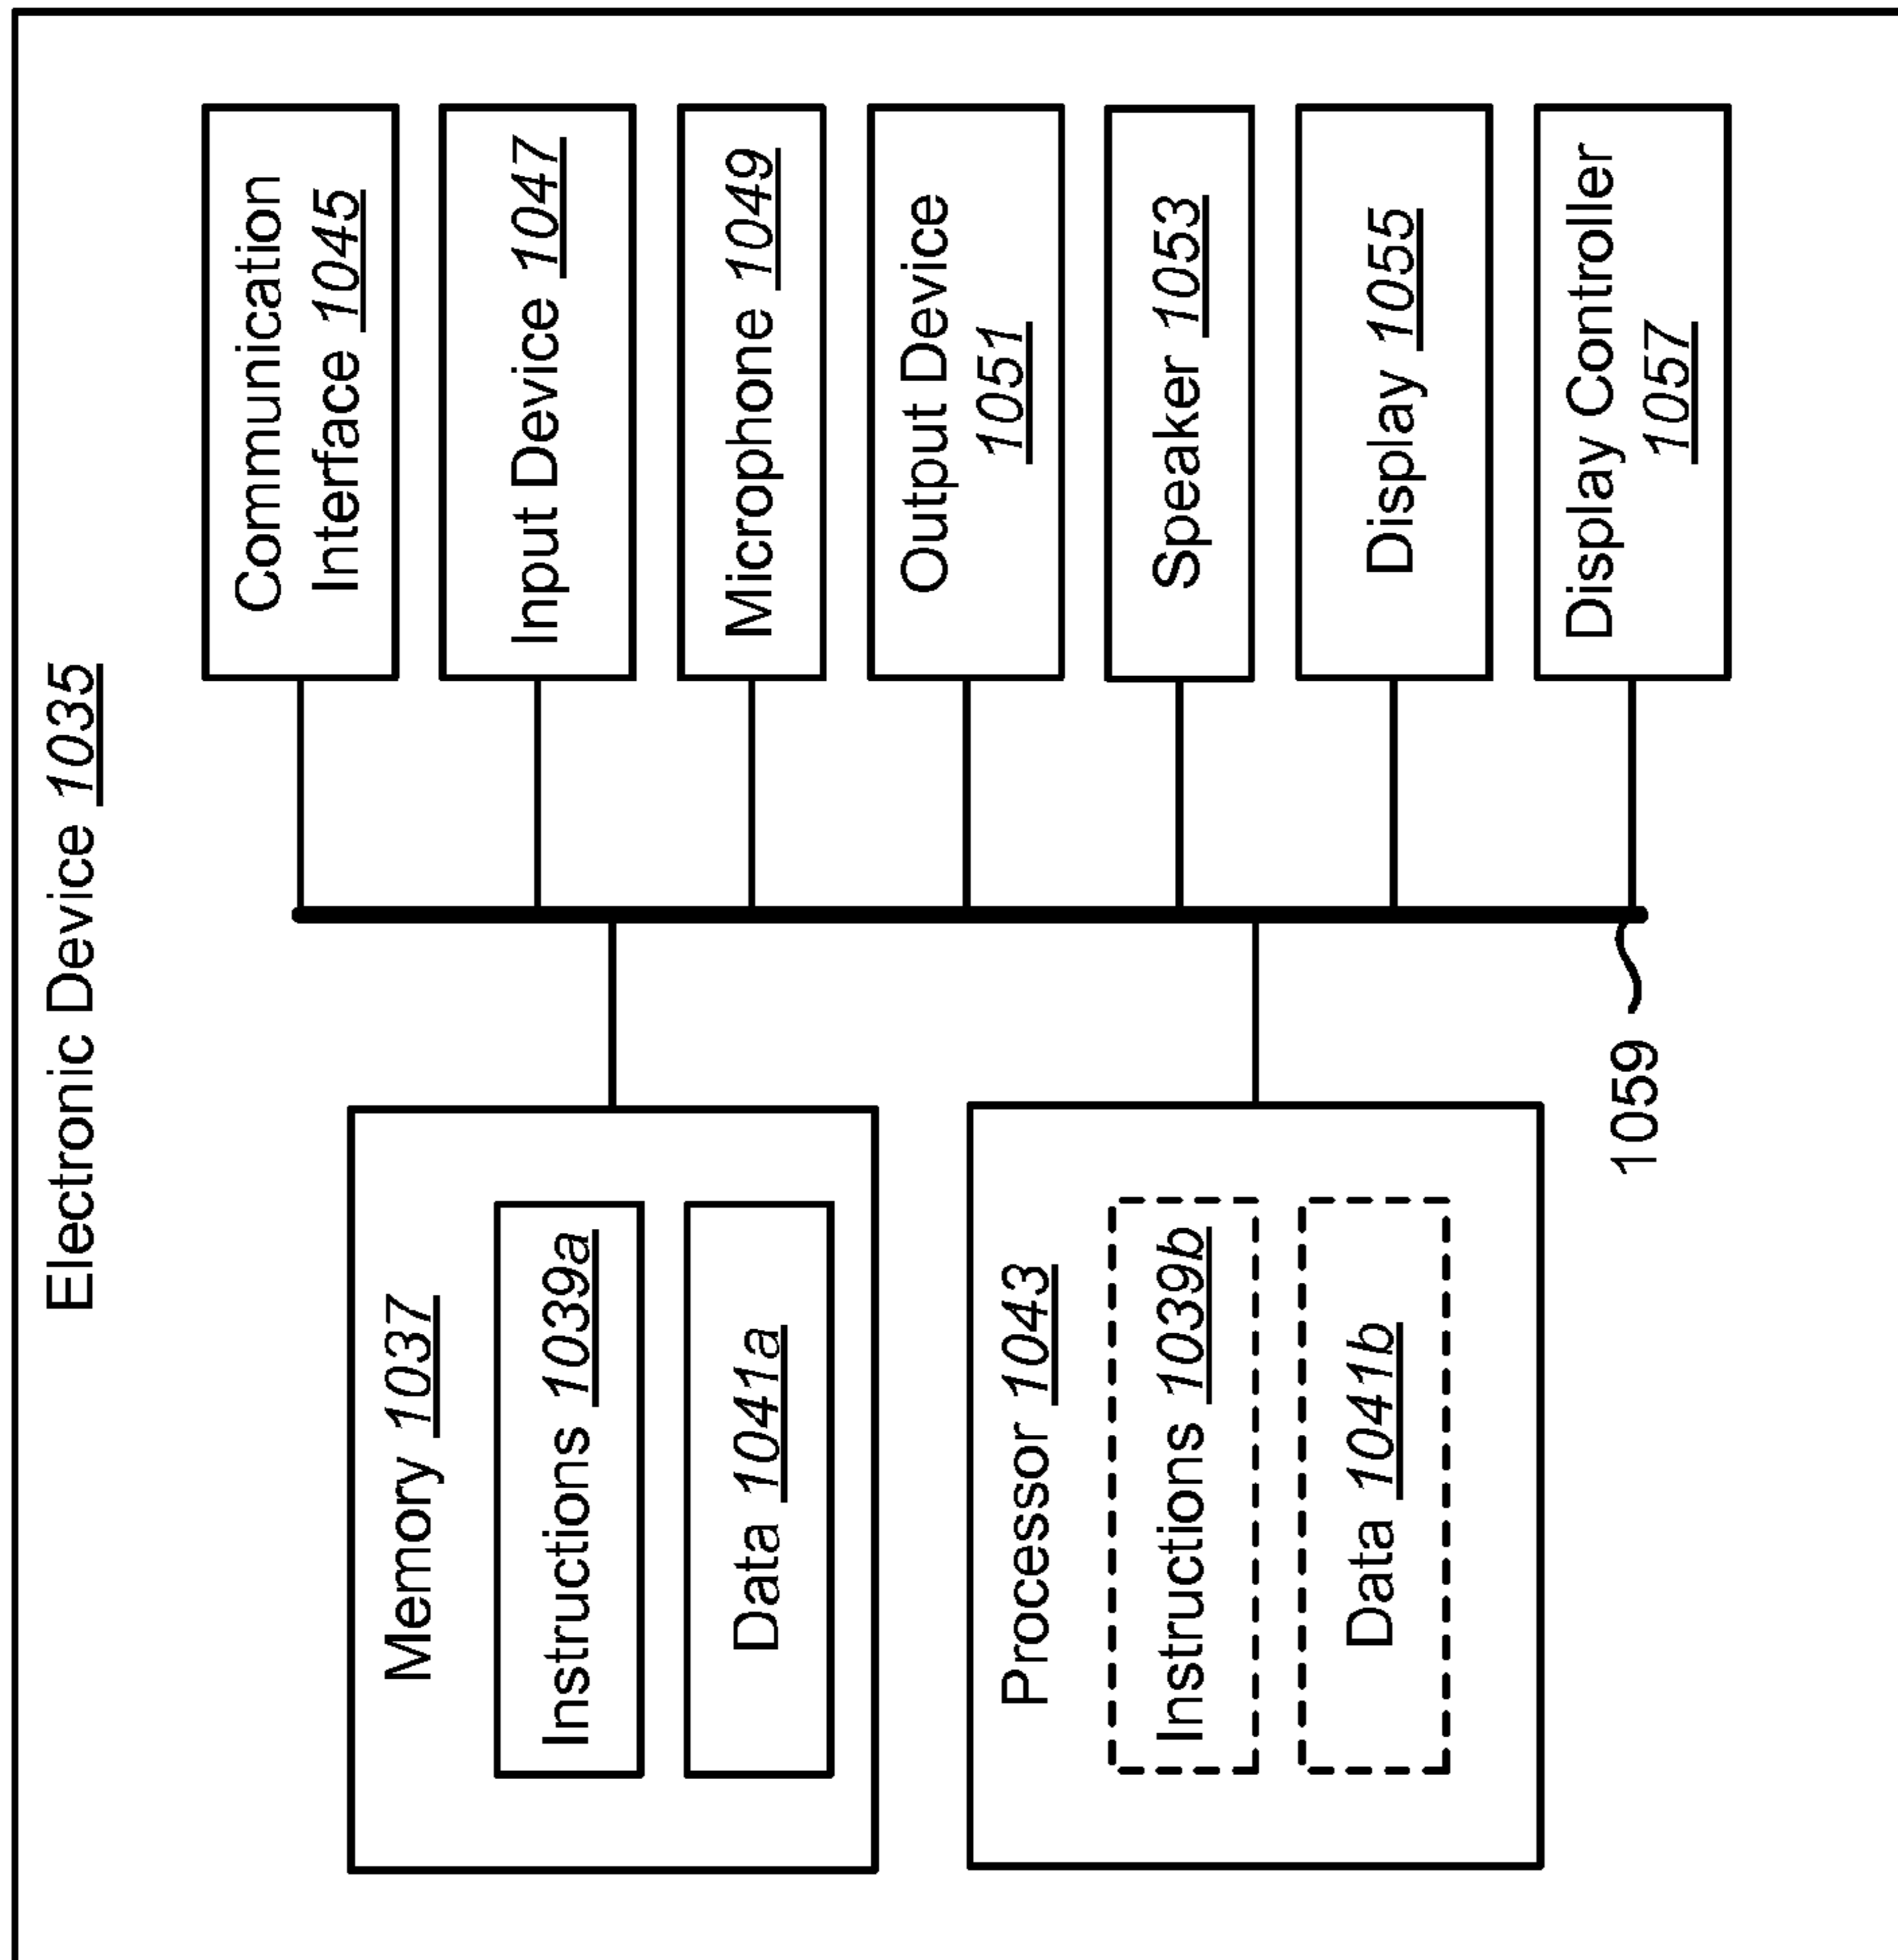 Electronic Device 1035
Memory 1037
Instructions 1039a
Data 1041a
Processor 1043
Instructions 1039b
Data 1041b
1059
Communication
Interface 1045
Input Device 1047
Microphone 1049
Output Device
1051
Speaker 1053
Display 1055
Display Controller
1057